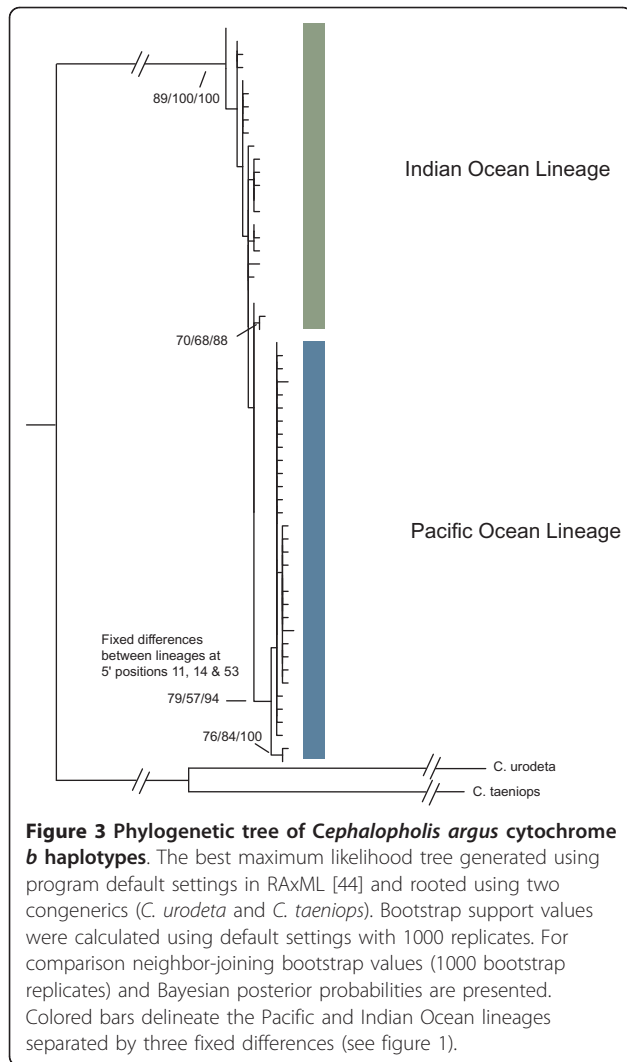 89/100/100
Indian Ocean Lineage
70/68/88
Pacific Ocean Lineage
Fixed differences
between lineages at
5' positions 11, 14 & 53
79/57/94
76/84/100
C. urodeta
C. taeniops
Figure 3 Phylogenetic tree of Cephalopholis argus cytochrome
b haplotypes. The best maximum likelihood tree generated using
program default settings in RAxML [44] and rooted using two
congenerics (C. urodeta and C. taeniops). Bootstrap support values
were calculated using default settings with 1000 replicates. For
comparison neighbor-joining bootstrap values (1000 bootstrap
replicates) and Bayesian posterior probabilities are presented.
Colored bars delineate the Pacific and Indian Ocean lineages
separated by three fixed differences (see figure 1).